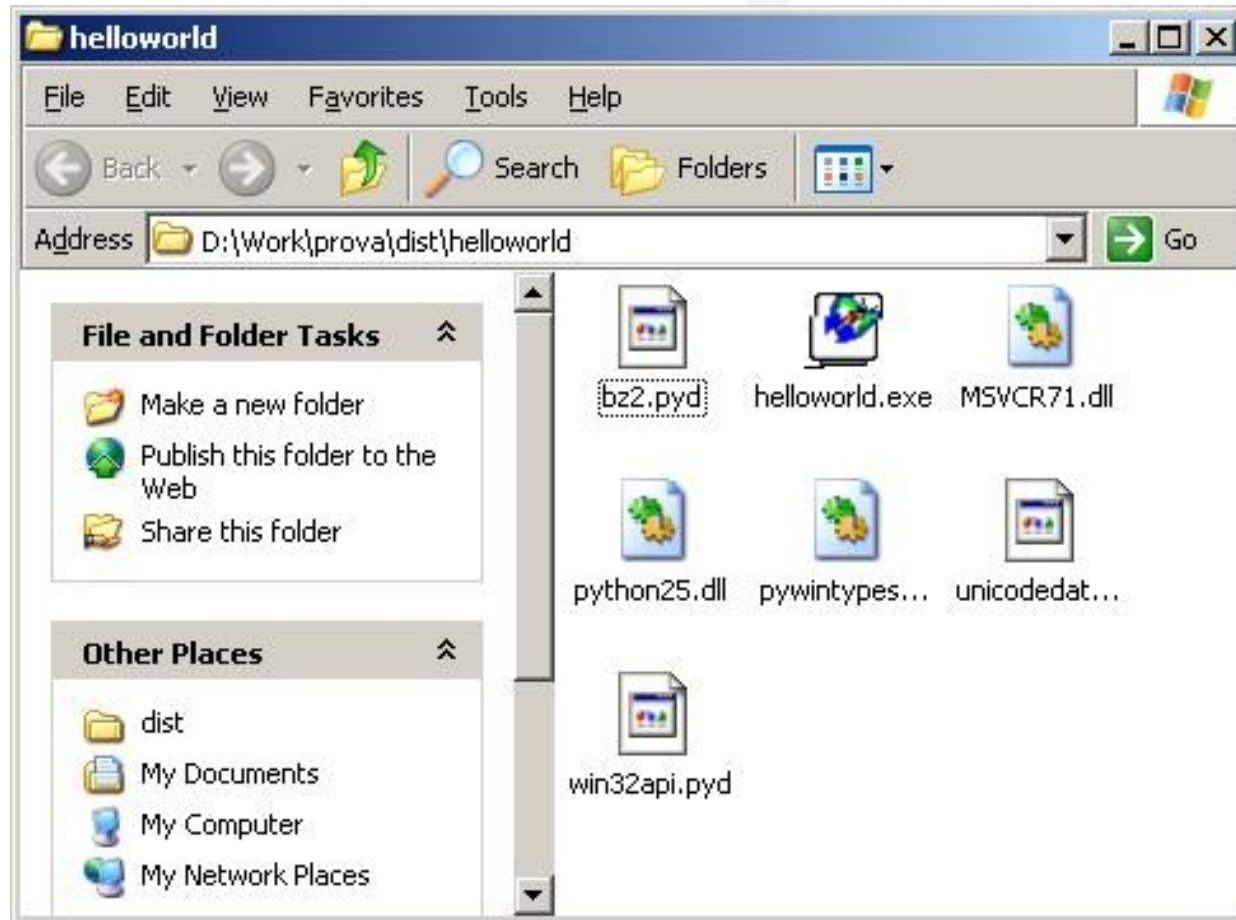 helloworld
File Edit View Favorites Tools Help
Back Search Folders
Address D:\Work\prova\dist\helloworld Go
File and Folder Tasks
Make a new folder
Publish this folder to the
Web
Share this folder
Other Places
dist
My Documents
My Computer
My Network Places
bz2.pyd helloworld.exe MSVCR71.dll
python25.dll pywintypes... unicodedat...
win32api.pyd